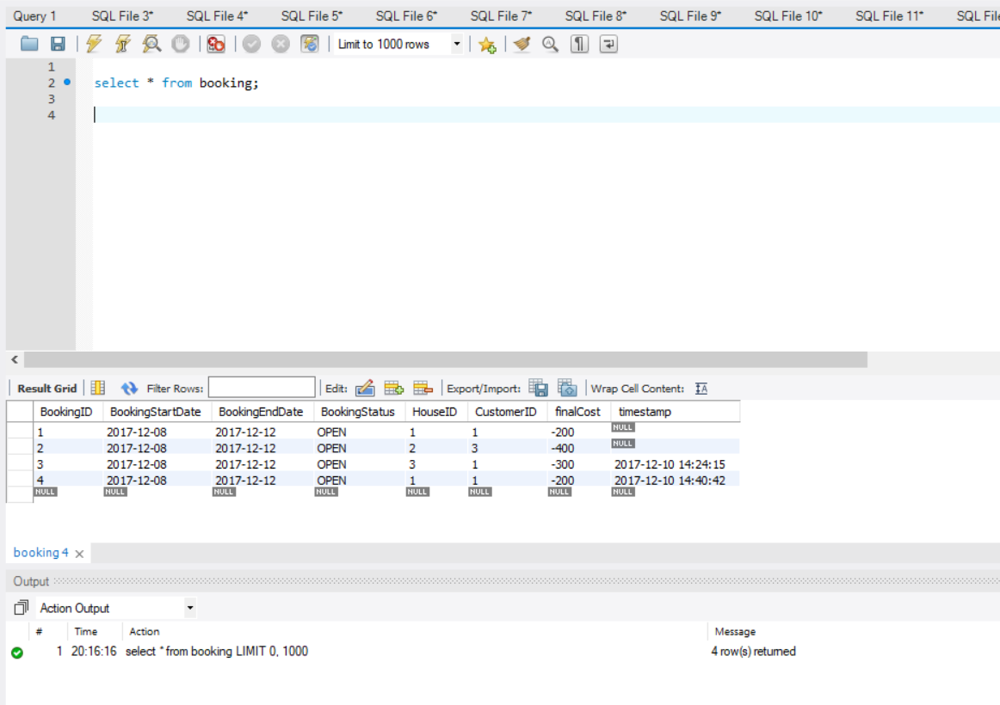 Query 1 SQL File 3* SQL File 4* SQL File 5* SQL File 6* SQL File 7* SQL File 8* SQL File 9* SQL File 10* SQL File 11* SQL File
Limit to 1000 rows
1
2 select * from booking;
3
4
Result Grid Filter Rows: Edit: Export/Import: Wrap Cell Content:
BookingID BookingStartDate BookingEndDate BookingStatus HouseID CustomerID finalCost timestamp
1 2017-12-08 2017-12-12 OPEN 1 1 -200 NULL
2 2017-12-08 2017-12-12 OPEN 2 3 -400 NULL
3 2017-12-08 2017-12-12 OPEN 3 1 -300 2017-12-10 14:24:15
4 2017-12-08 2017-12-12 OPEN 1 1 -200 2017-12-10 14:40:42
NULL NULL NULL NULL NULL NULL NULL NULL
booking 4
Output
Action Output
# Time Action Message
1 20:16:16 select * from booking LIMIT 0, 1000 4 row(s) returned